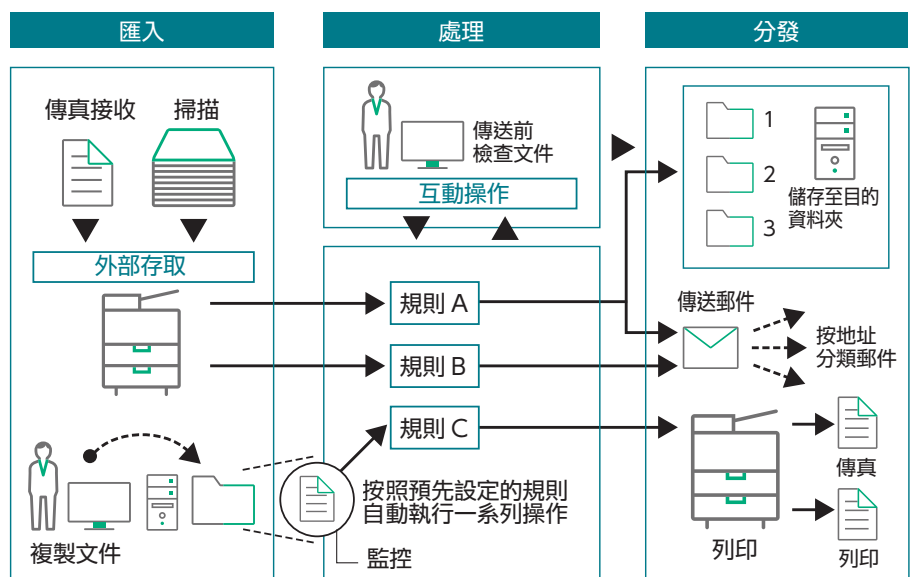 匯入
處理
分發
傳真接收
掃描
外部存取
複製文件
傳送前
檢查文件
互動操作
規則 A
規則 B
規則 C
按照預先設定的規則
自動執行一系列操作
監控
1
2
3
儲存至目的
資料夾
傳送郵件
按地址
分類郵件
列印
傳真
列印